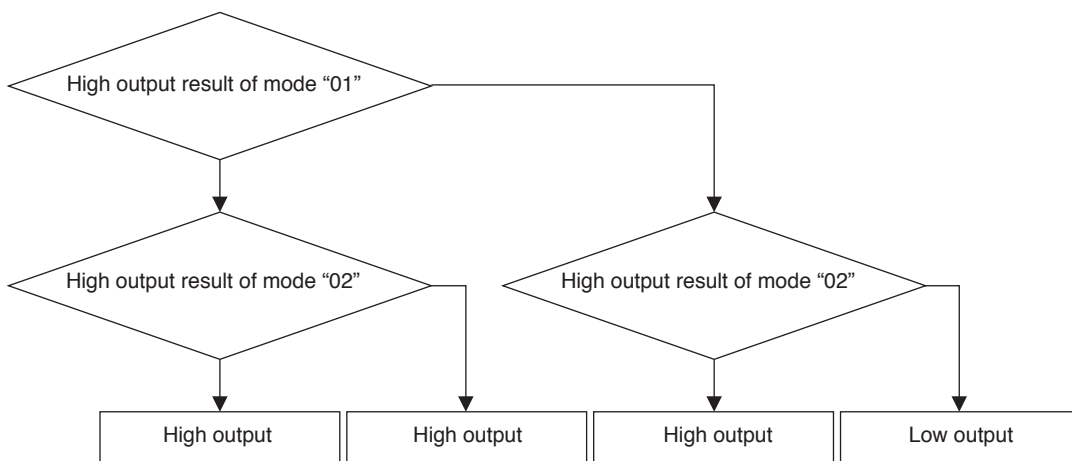 High output result of mode “01”
High output result of mode “02”
High output result of mode “02”
High output
High output
High output
Low output